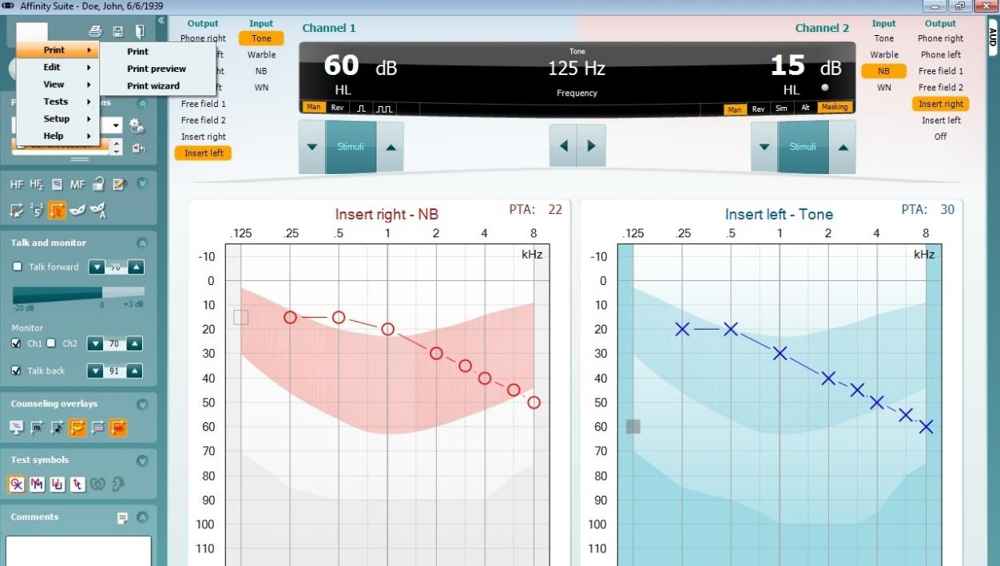 Affinity Suite - Doe, John, 6/6/1939
Print
Edit
View
Tests
Setup
Help
Print
Print preview
Print wizard
Output
Phone right
Free field 1
Free field 2
Insert right
Insert left
Input
Tone
Warble
NB
WN
Channel 1
Channel 2
60 dB
HL
Tone
125 Hz
Frequency
15 dB
HL
Man Rev
Man Rev Sim Alt Masking
Stimuli
Stimuli
Input
Tone
Warble
NB
WN
Output
Phone right
Phone left
Free field 1
Free field 2
Insert right
Insert left
Off
AUD
HF HF2 MF
Talk and monitor
Talk forward 70
-20 dB 0 +3 dB
Monitor
Ch1 Ch2 70
Talk back 91
Counseling overlays
Test symbols
Comments
Insert right - NB PTA: 22
.125 .25 .5 1 2 4 8
kHz
-10
0
10
20
30
40
50
60
70
80
90
100
110
Insert left - Tone PTA: 30
.125 .25 .5 1 2 4 8
kHz
-10
0
10
20
30
40
50
60
70
80
90
100
110